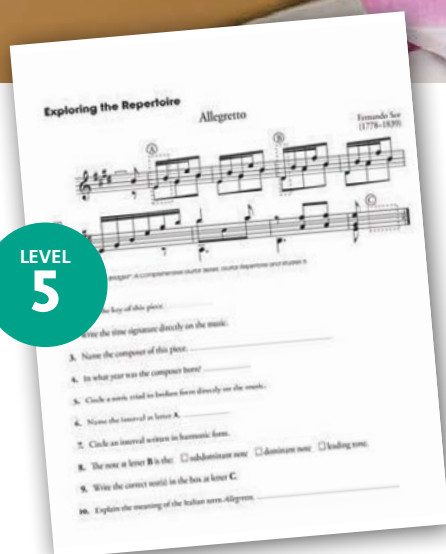 Exploring the Repertoire
Allegretto
Fernando Sor
(1778–1839)
A
B
C
LEVEL
5
the key of this piece.
Write the time signature directly on the music.
3. Name the composer of this piece.
4. In what year was the composer born?
5. Circle a tonic triad in broken form directly on the music.
6. Name the interval at letter A.
7. Circle an interval written in harmonic form.
8. The note at letter B is the: subdominant note dominant note leading tone.
9. Write the correct rest(s) in the box at letter C.
10. Explain the meaning of the Italian term Allegretto.